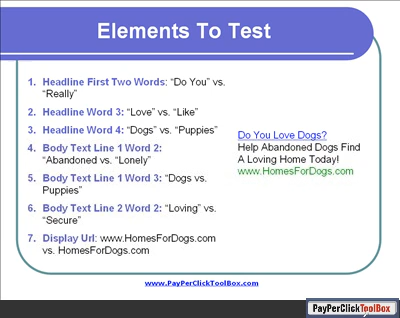 Elements To Test
1. Headline First Two Words: “Do You” vs.
“Really”
2. Headline Word 3: “Love” vs. “Like”
3. Headline Word 4: “Dogs” vs. “Puppies”
4. Body Text Line 1 Word 2:
“Abandoned vs. “Lonely”
5. Body Text Line 1 Word 3: “Dogs vs.
Puppies”
6. Body Text Line 2 Word 2: “Loving” vs.
“Secure”
7. Display Url: www.HomesForDogs.com
vs. HomesForDogs.com
Do You Love Dogs?
Help Abandoned Dogs Find
A Loving Home Today!
www.HomesForDogs.com
www.PayPerClickToolBox.com
PayPerClickToolBox